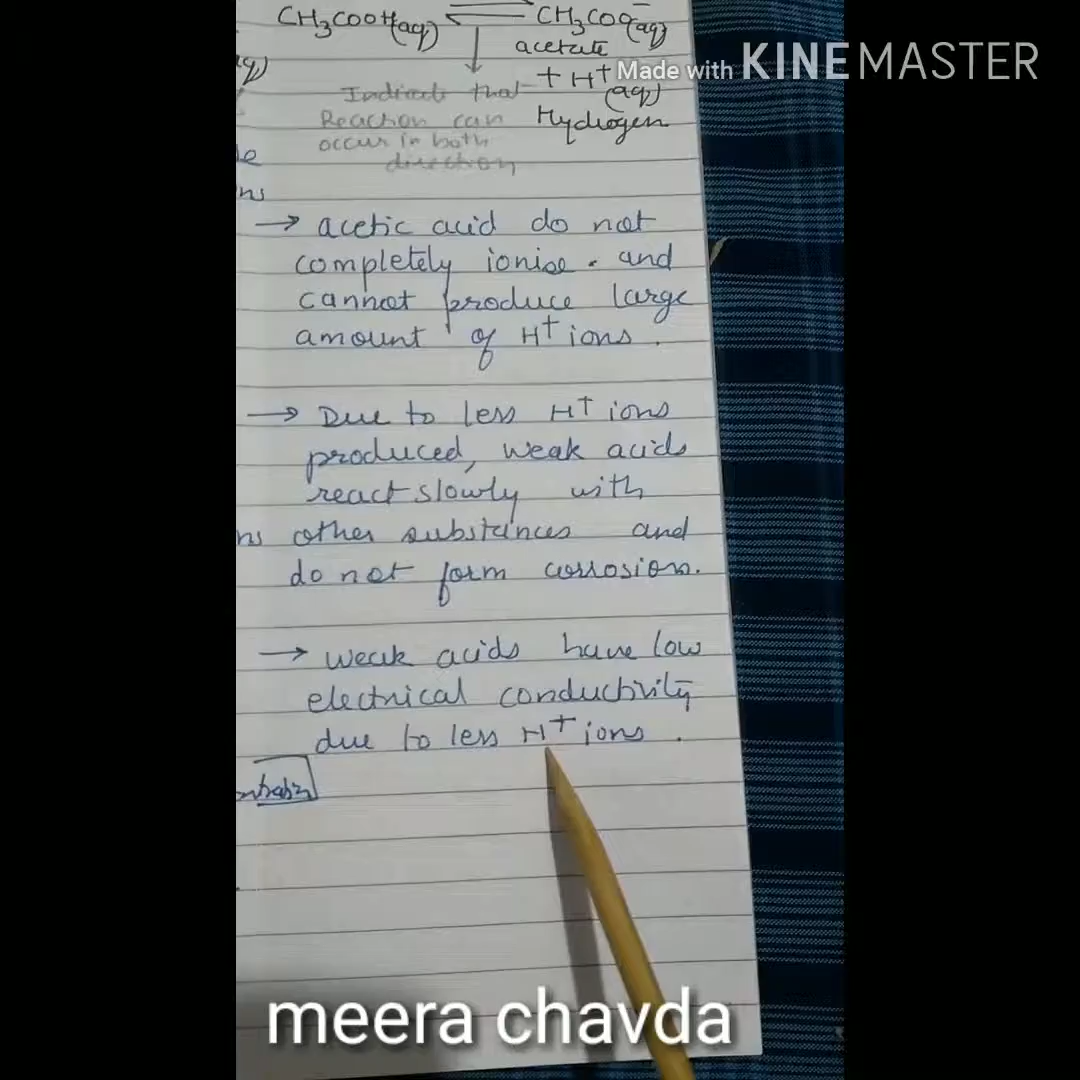 CH3COOH(aq) ⇌ CH3COO-(aq)
acetate
+ H+(aq)
Made with KINEMASTER
Indicate that
Reaction can
occur in both
direction
Hydrogen
→ acetic acid do not
completely ionise. and
cannot produce large
amount of H+ ions.
→ Due to less H+ ions
produced, weak acids
react slowly with
other substances and
do not form corrosion.
→ Weak acids have low
electrical conductivity
due to less H+ ions.
meera chavda